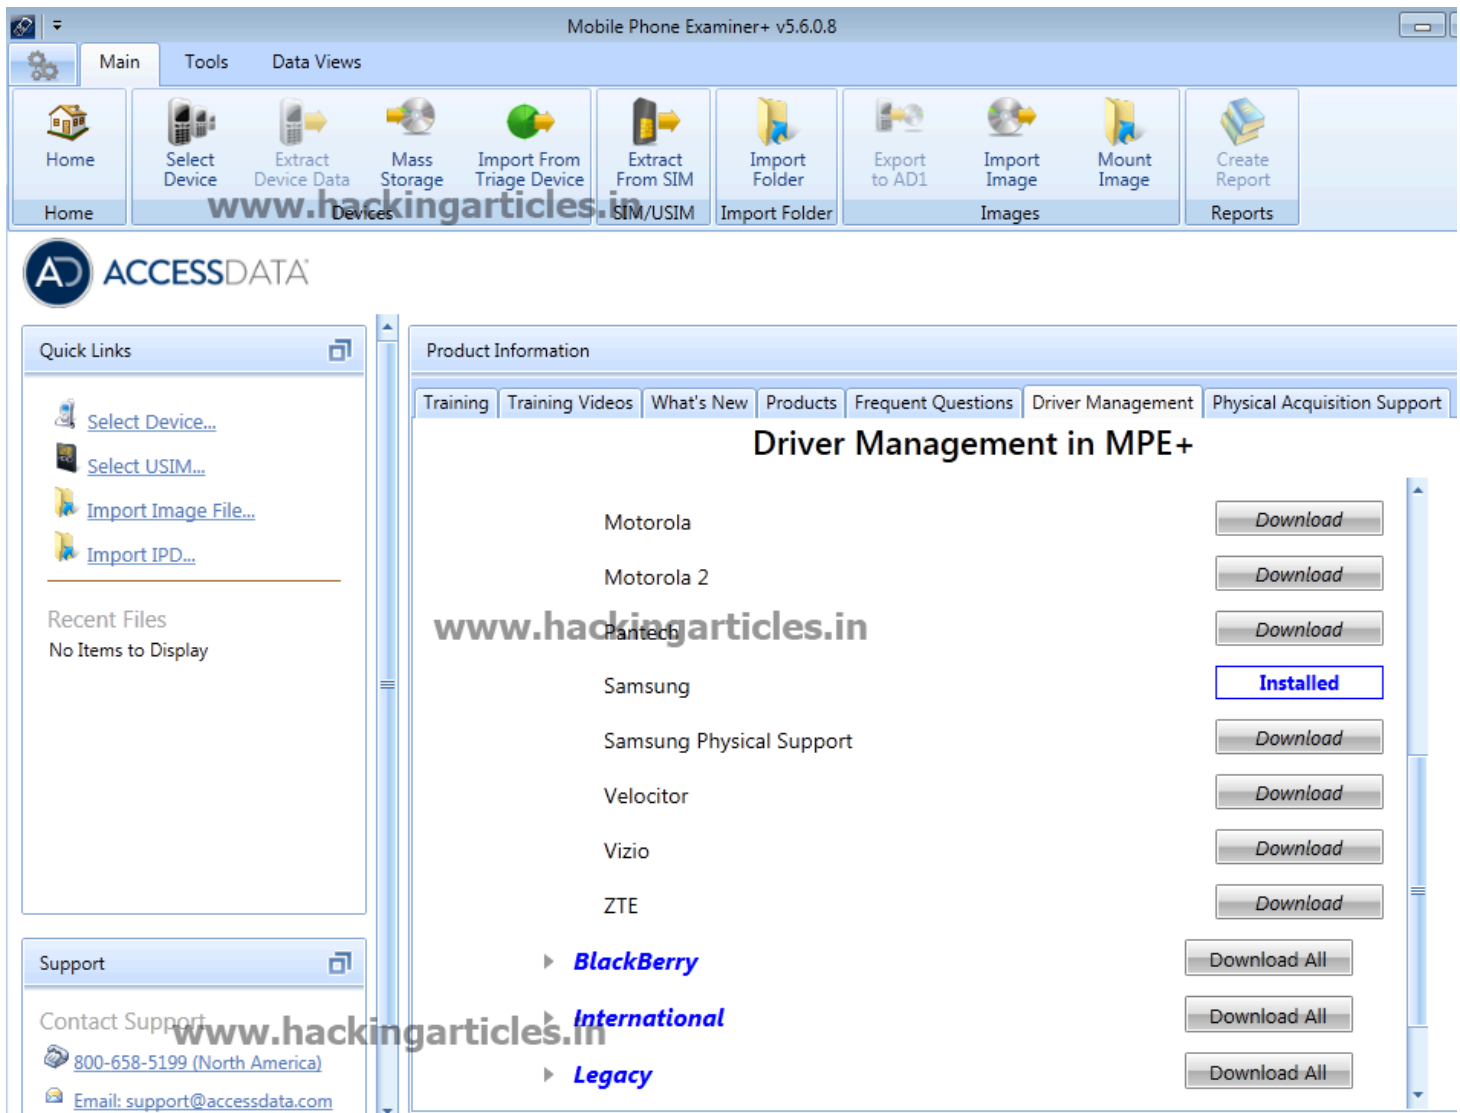 Mobile Phone Examiner+ v5.6.0.8
Main Tools Data Views
Home
Select Device
Extract Device Data
Mass Storage
Import From Triage Device
Extract From SIM
Import Folder
Export to AD1
Import Image
Mount Image
Create Report
Home Devices SIM/USIM Import Folder Images Reports
www.hackingarticles.in
AD ACCESSDATA
Quick Links
Select Device...
Select USIM...
Import Image File...
Import IPD...
Recent Files
No Items to Display
Support
Contact Support
800-658-5199 (North America)
Email: support@accessdata.com
Product Information
Training Training Videos What's New Products Frequent Questions Driver Management Physical Acquisition Support
Driver Management in MPE+
Motorola Download
Motorola 2 Download
www.hackingarticles.in
Pantech Download
Samsung Installed
Samsung Physical Support Download
Velocitor Download
Vizio Download
ZTE Download
BlackBerry Download All
International Download All
www.hackingarticles.in
Legacy Download All